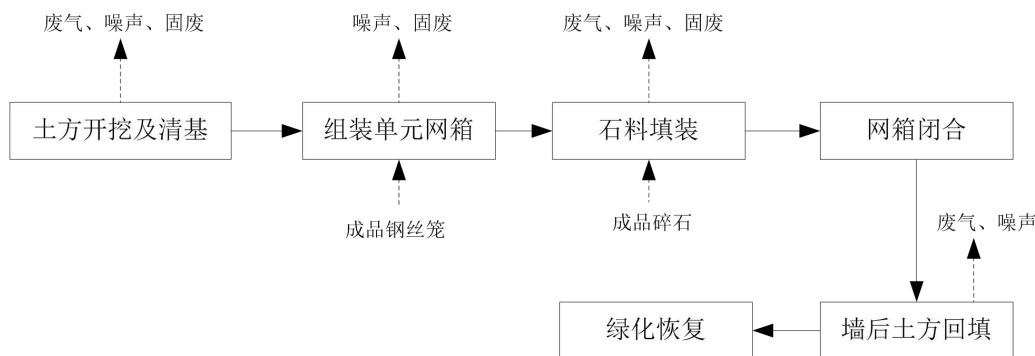 废气、噪声、固废
噪声、固废
废气、噪声、固废
土方开挖及清基
组装单元网箱
石料填装
网箱闭合
成品钢丝笼
成品碎石
废气、噪声
绿化恢复
墙后土方回填